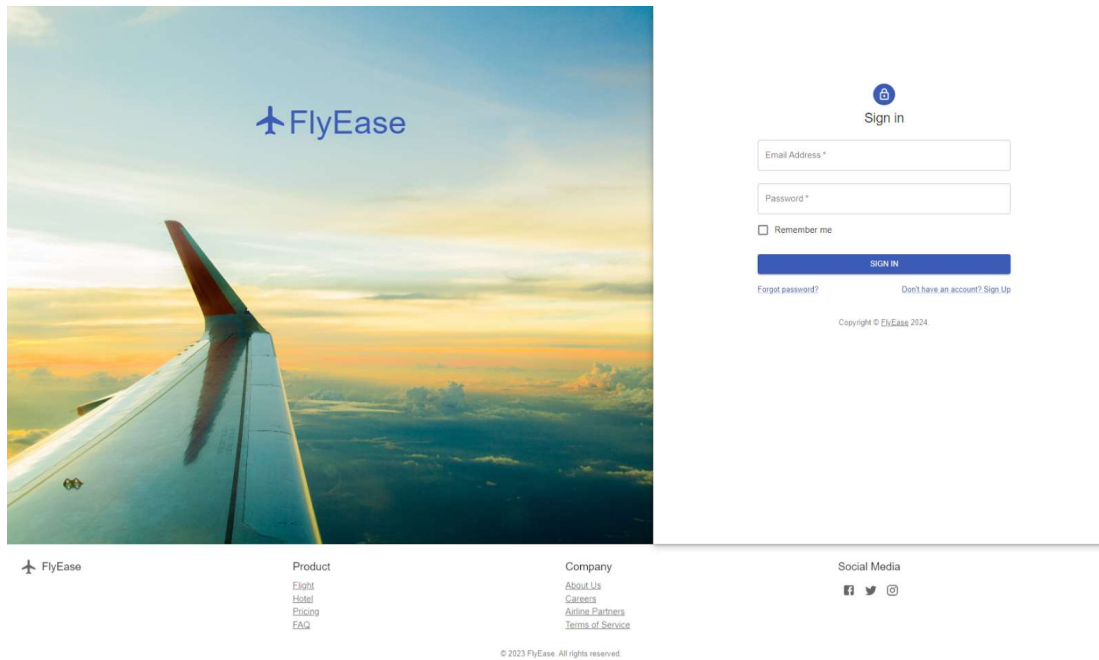 FlyEase
Sign in
Email Address *
Password *
Remember me
SIGN IN
Forgot password?
Don't have an account? Sign Up
Copyright © FlyEase 2024.
FlyEase
Product
Flight
Hotel
Pricing
FAQ
Company
About Us
Careers
Airline Partners
Terms of Service
Social Media
© 2023 FlyEase. All rights reserved.